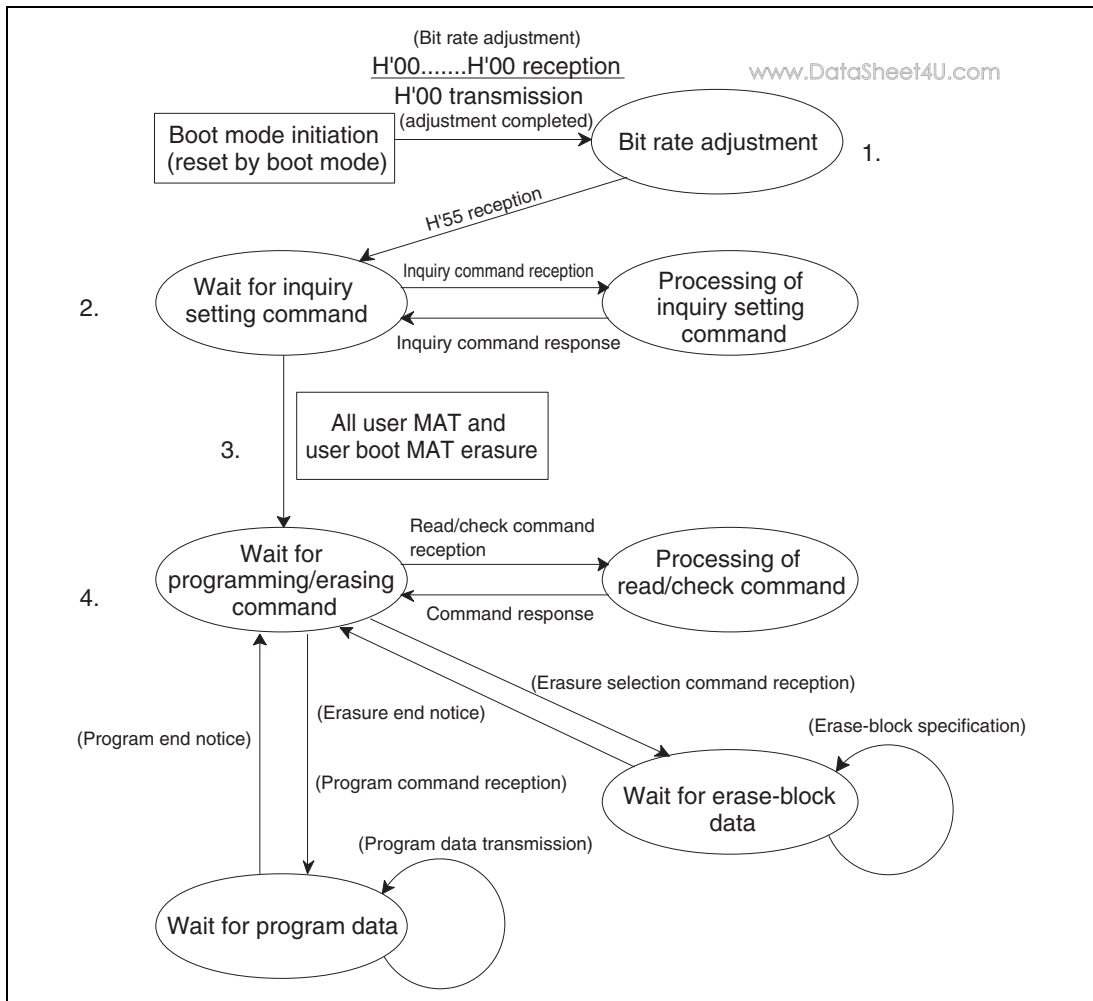 (Bit rate adjustment)
H'00.......H'00 reception
www.DataSheet4U.com
H'00 transmission
(adjustment completed)
Boot mode initiation
(reset by boot mode)
Bit rate adjustment
1.
H'55 reception
2.
Wait for inquiry
setting command
Inquiry command reception
Processing of
inquiry setting
command
Inquiry command response
3.
All user MAT and
user boot MAT erasure
4.
Wait for
programming/erasing
command
Read/check command
reception
Processing of
read/check command
Command response
(Erasure selection command reception)
(Program end notice)
(Erasure end notice)
(Erase-block specification)
(Program command reception)
Wait for erase-block
data
(Program data transmission)
Wait for program data